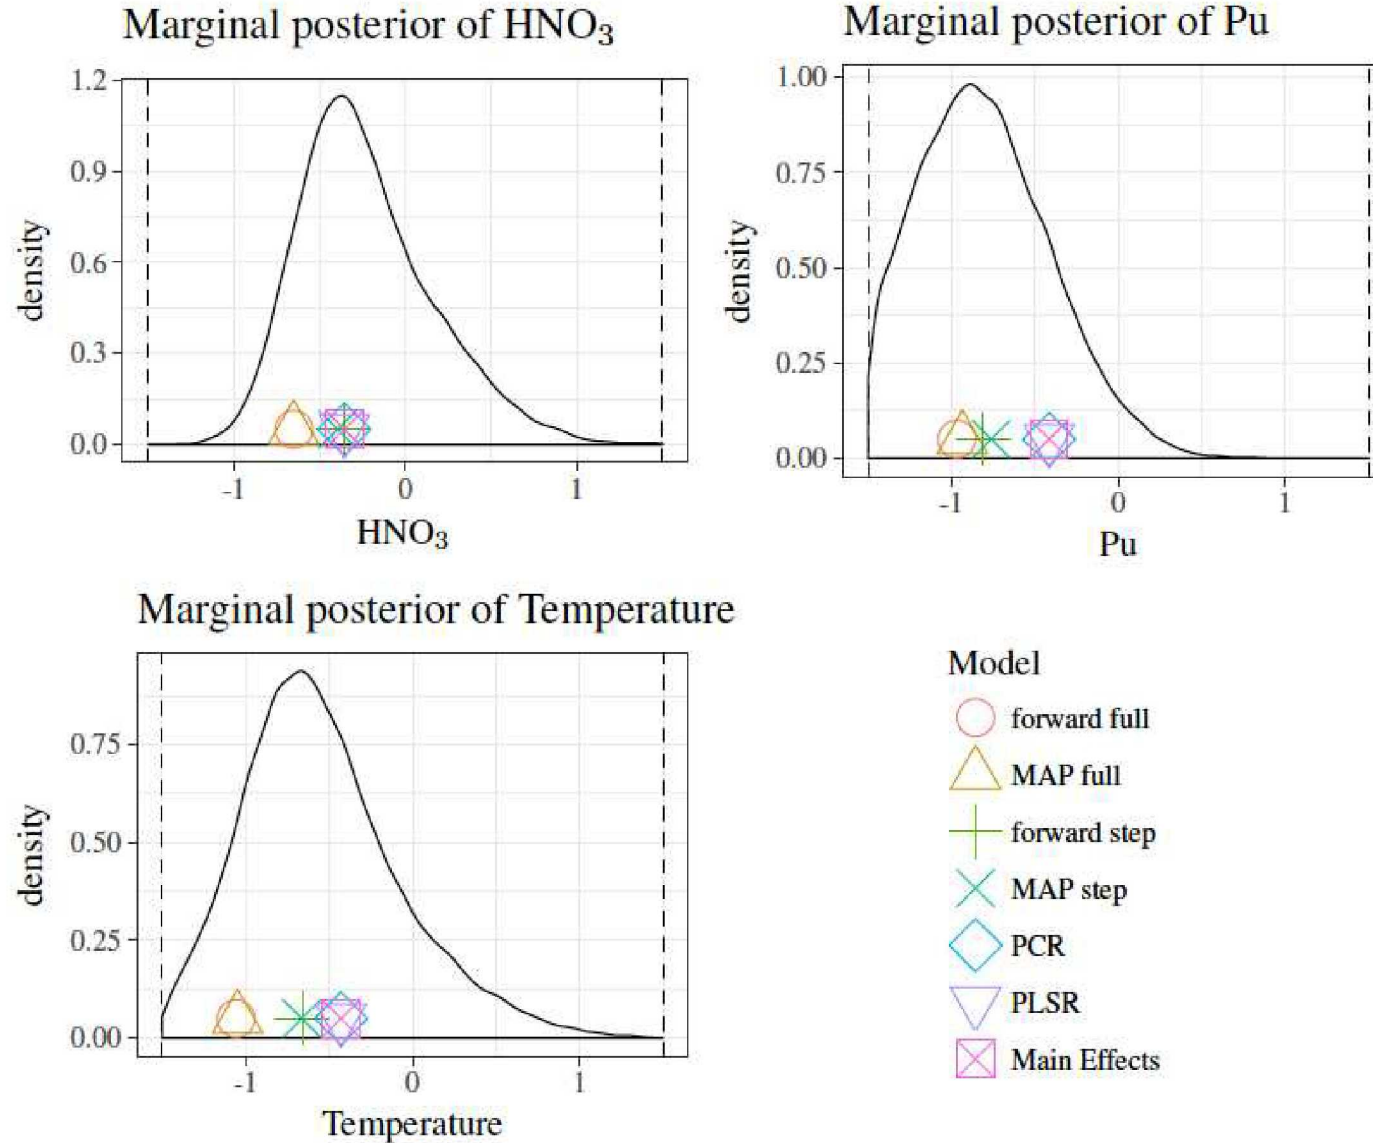 Marginal posterior of HNO₃
1.2
0.9
0.6
0.3
0.0
density
-1 0 1
HNO₃
Marginal posterior of Pu
1.00
0.75
0.50
0.25
0.00
density
-1 0 1
Pu
Marginal posterior of Temperature
0.75
0.50
0.25
0.00
density
-1 0 1
Temperature
Model
forward full
MAP full
forward step
MAP step
PCR
PLSR
Main Effects